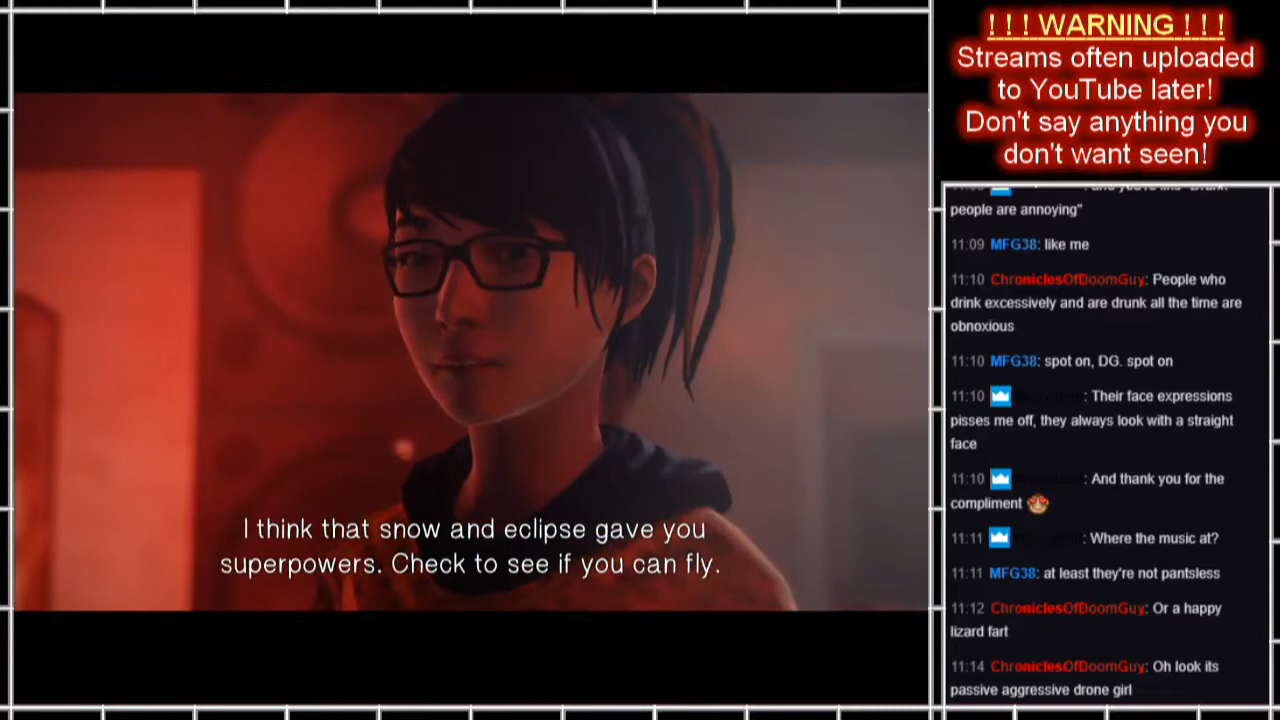 ! ! ! WARNING ! ! !
Streams often uploaded
to YouTube later!
Don't say anything you
don't want seen!
people are annoying"
11:09 MFG38: like me
11:10 ChroniclesOfDoomGuy: People who
drink excessively and are drunk all the time are
obnoxious
11:10 MFG38: spot on, DG. spot on
11:10 : Their face expressions
pisses me off, they always look with a straight
face
11:10 : And thank you for the
compliment
11:11 : Where the music at?
11:11 MFG38: at least they're not pantsless
11:12 ChroniclesOfDoomGuy: Or a happy
lizard fart
11:14 ChroniclesOfDoomGuy: Oh look its
passive aggressive drone girl
I think that snow and eclipse gave you
superpowers. Check to see if you can fly.